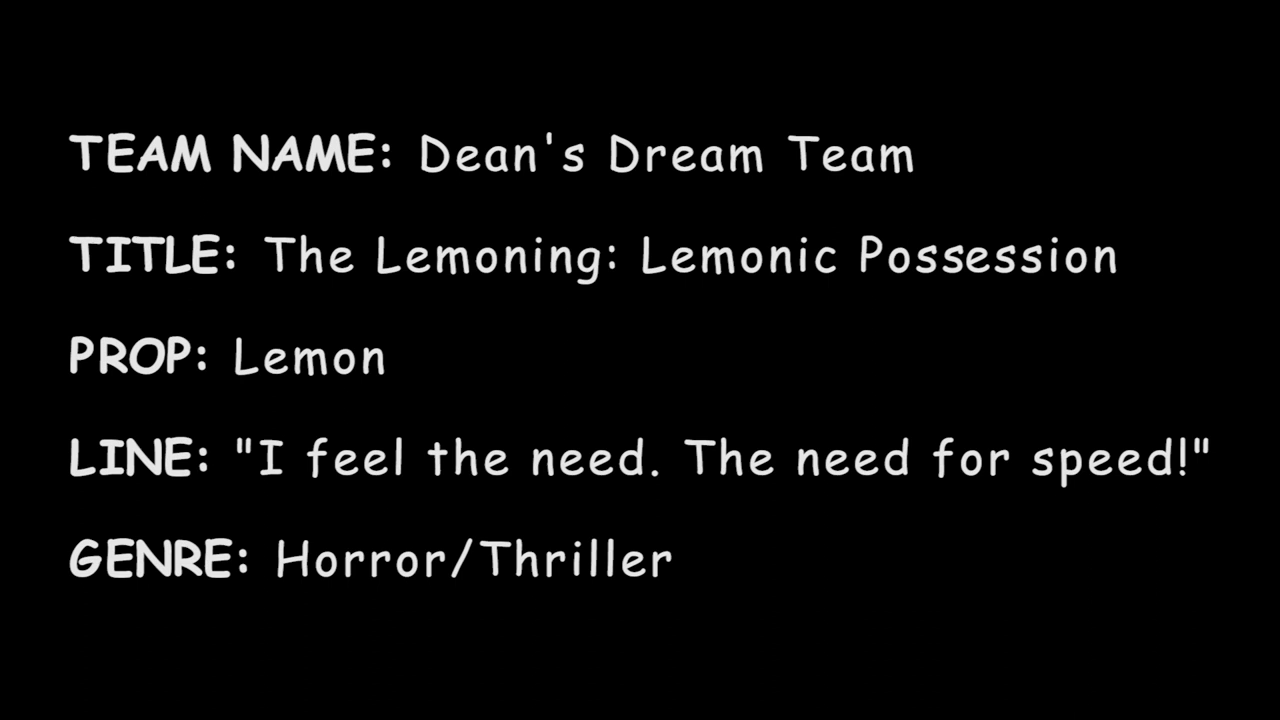 TEAM NAME: Dean's Dream Team
TITLE: The Lemoning: Lemonic Possession
PROP: Lemon
LINE: "I feel the need. The need for speed!"
GENRE: Horror/Thriller